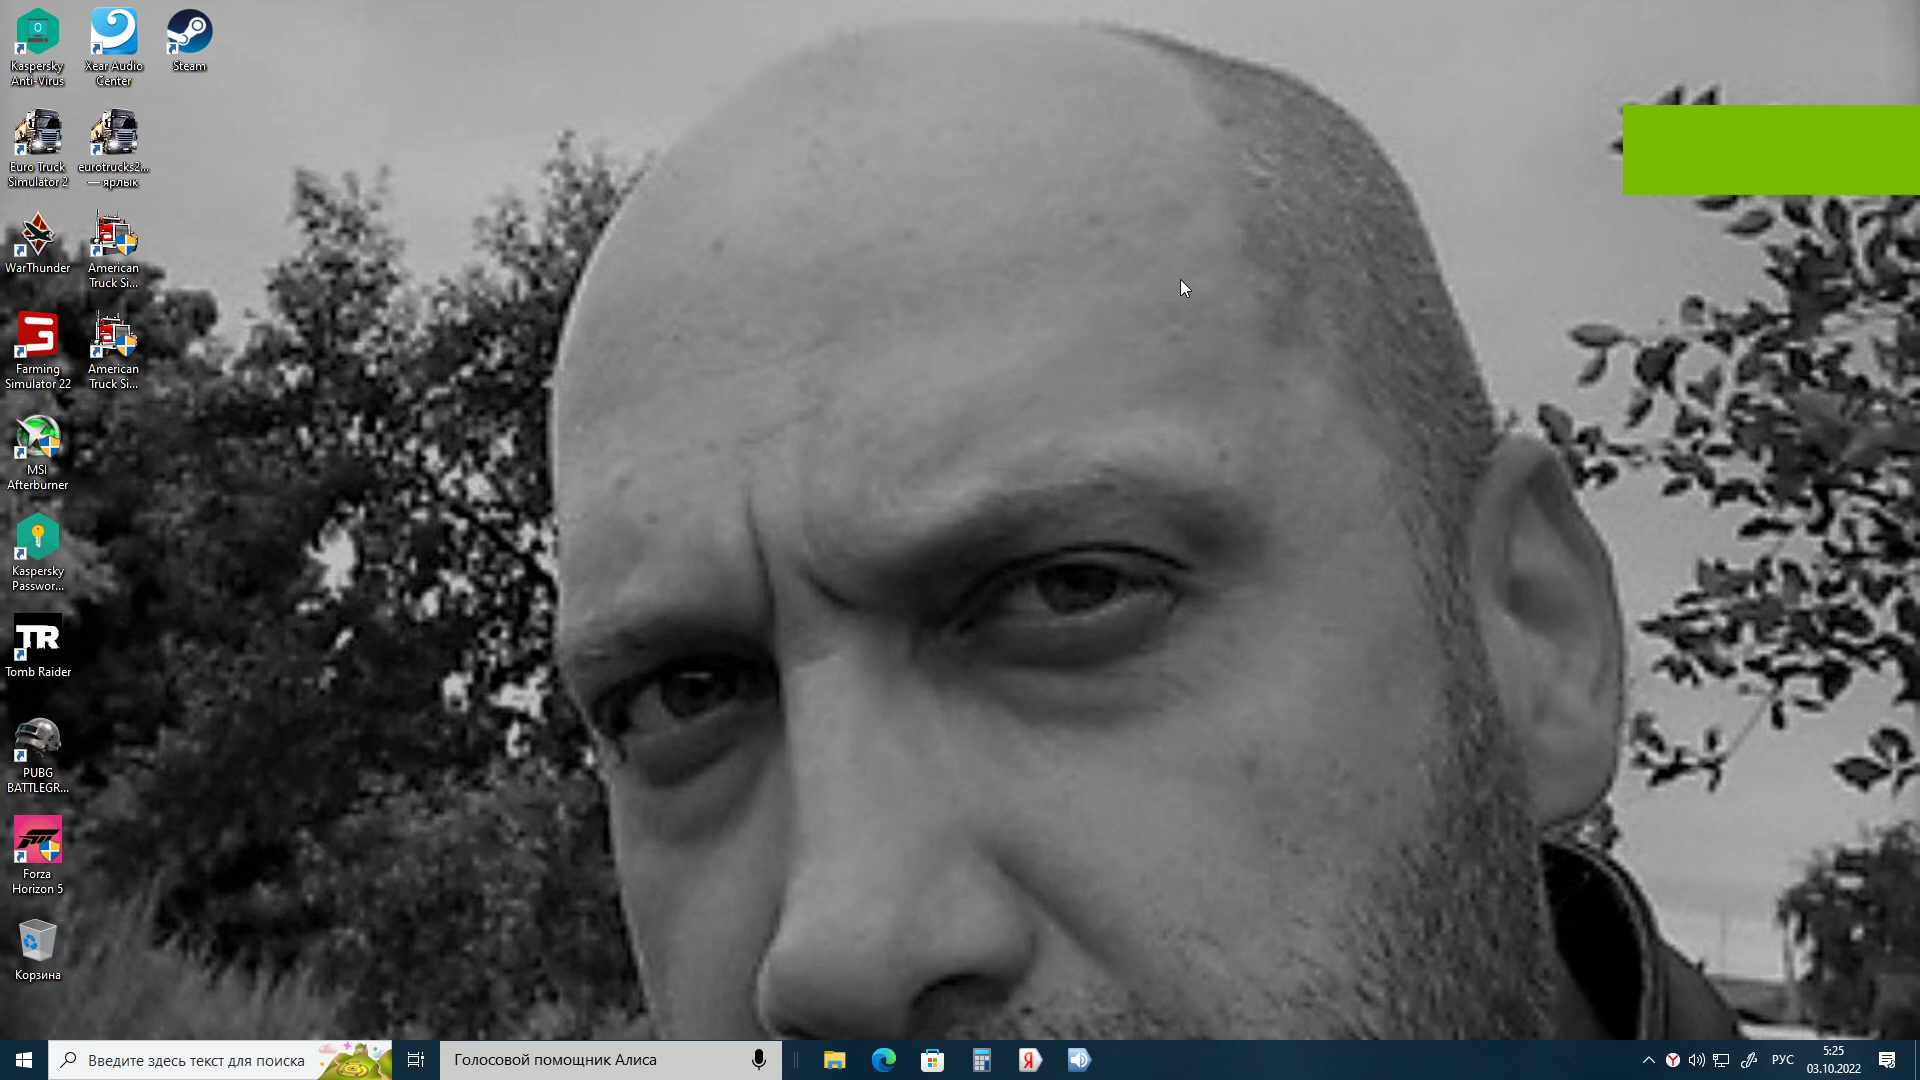 Kaspersky
Anti-Virus
Xear Audio
Center
Steam
Euro Truck
Simulator 2
eurotrucks2...
— ярлык
WarThunder
American
Truck Si...
Farming
Simulator 22
American
Truck Si...
MSI
Afterburner
Kaspersky
Passwor...
TR
Tomb Raider
PUBG
BATTLEGR...
Forza
Horizon 5
Корзина
Введите здесь текст для поиска
Голосовой помощник Алиса
Я
Y
РУС
5:25
03.10.2022